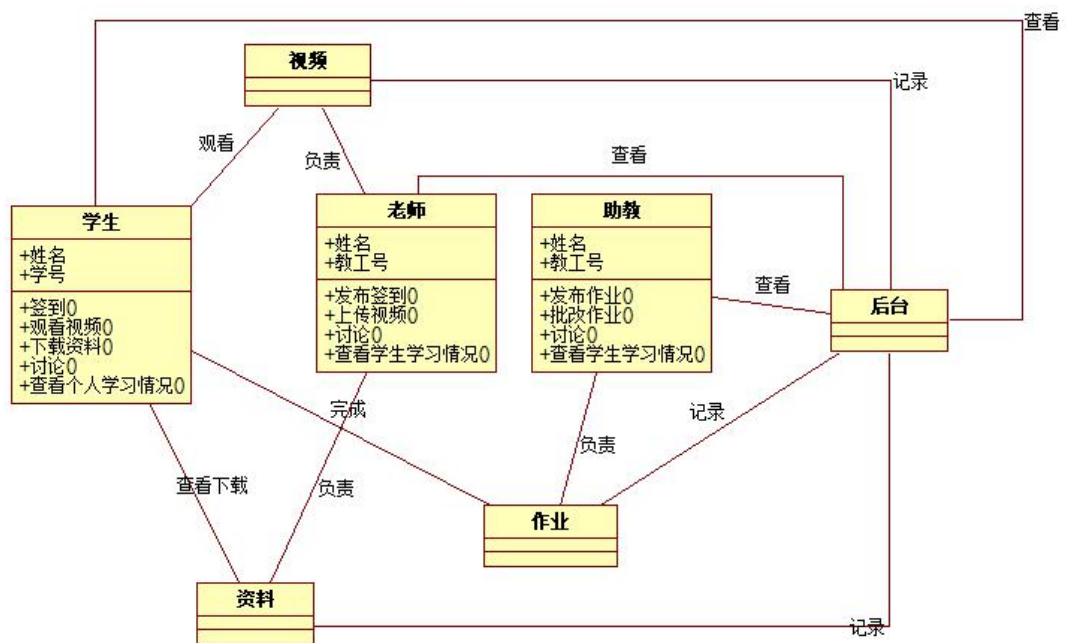 查看
视频
记录
观看
负责
查看
学生
+姓名
+学号
+签到()
+观看视频()
+下载资料()
+讨论()
+查看个人学习情况()
老师
+姓名
+教工号
+发布签到()
+上传视频()
+讨论()
+查看学生学习情况()
助教
+姓名
+教工号
+发布作业()
+批改作业()
+讨论()
+查看学生学习情况()
查看
后台
完成
记录
负责
查看下载
负责
作业
资料
记录